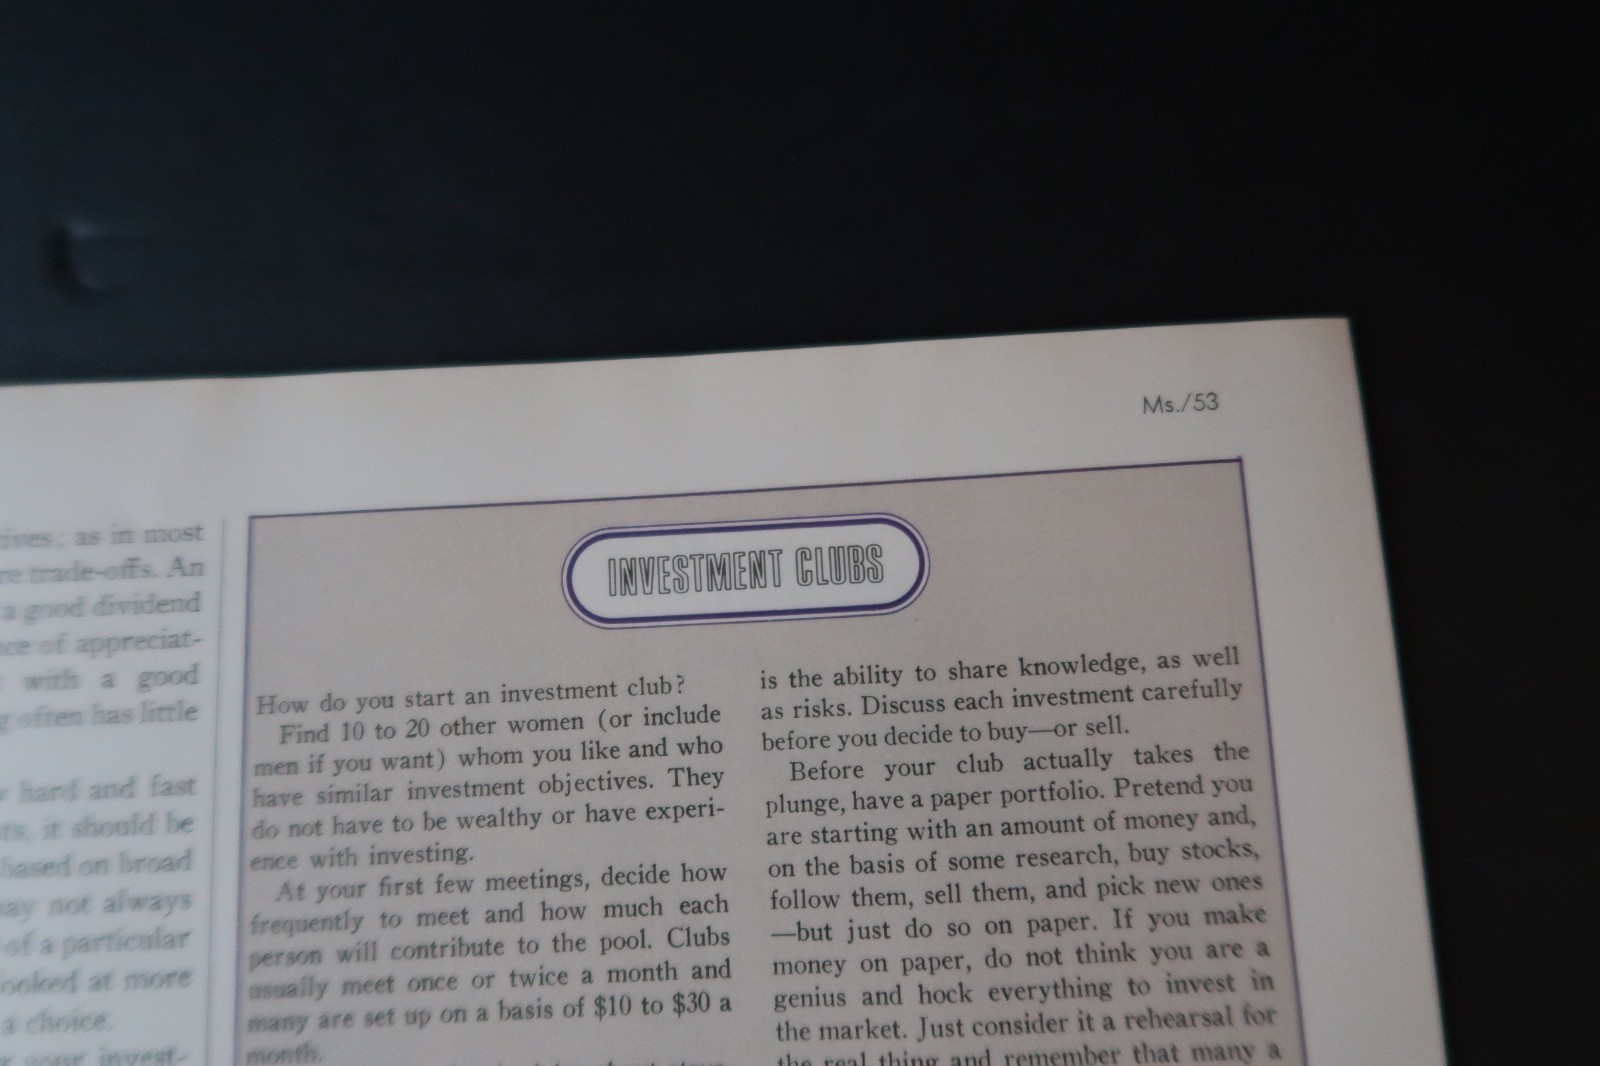 Ms./53
ives; as in most
re trade-offs. An
a good dividend
ce of appreciat-
with a good
often has little
hard and fast
ts, it should be
based on broad
ay not always
of a particular
ooked at more
a choice.
your invest-
INVESTMENT CLUBS
How do you start an investment club?
Find 10 to 20 other women (or include
men if you want) whom you like and who
have similar investment objectives. They
do not have to be wealthy or have experi-
ence with investing.
At your first few meetings, decide how
frequently to meet and how much each
person will contribute to the pool. Clubs
usually meet once or twice a month and
many are set up on a basis of $10 to $30 a
month.
is the ability to share knowledge, as well
as risks. Discuss each investment carefully
before you decide to buy—or sell.
Before your club actually takes the
plunge, have a paper portfolio. Pretend you
are starting with an amount of money and,
on the basis of some research, buy stocks,
follow them, sell them, and pick new ones
—but just do so on paper. If you make
money on paper, do not think you are a
genius and hock everything to invest in
the market. Just consider it a rehearsal for
the real thing and remember that many a